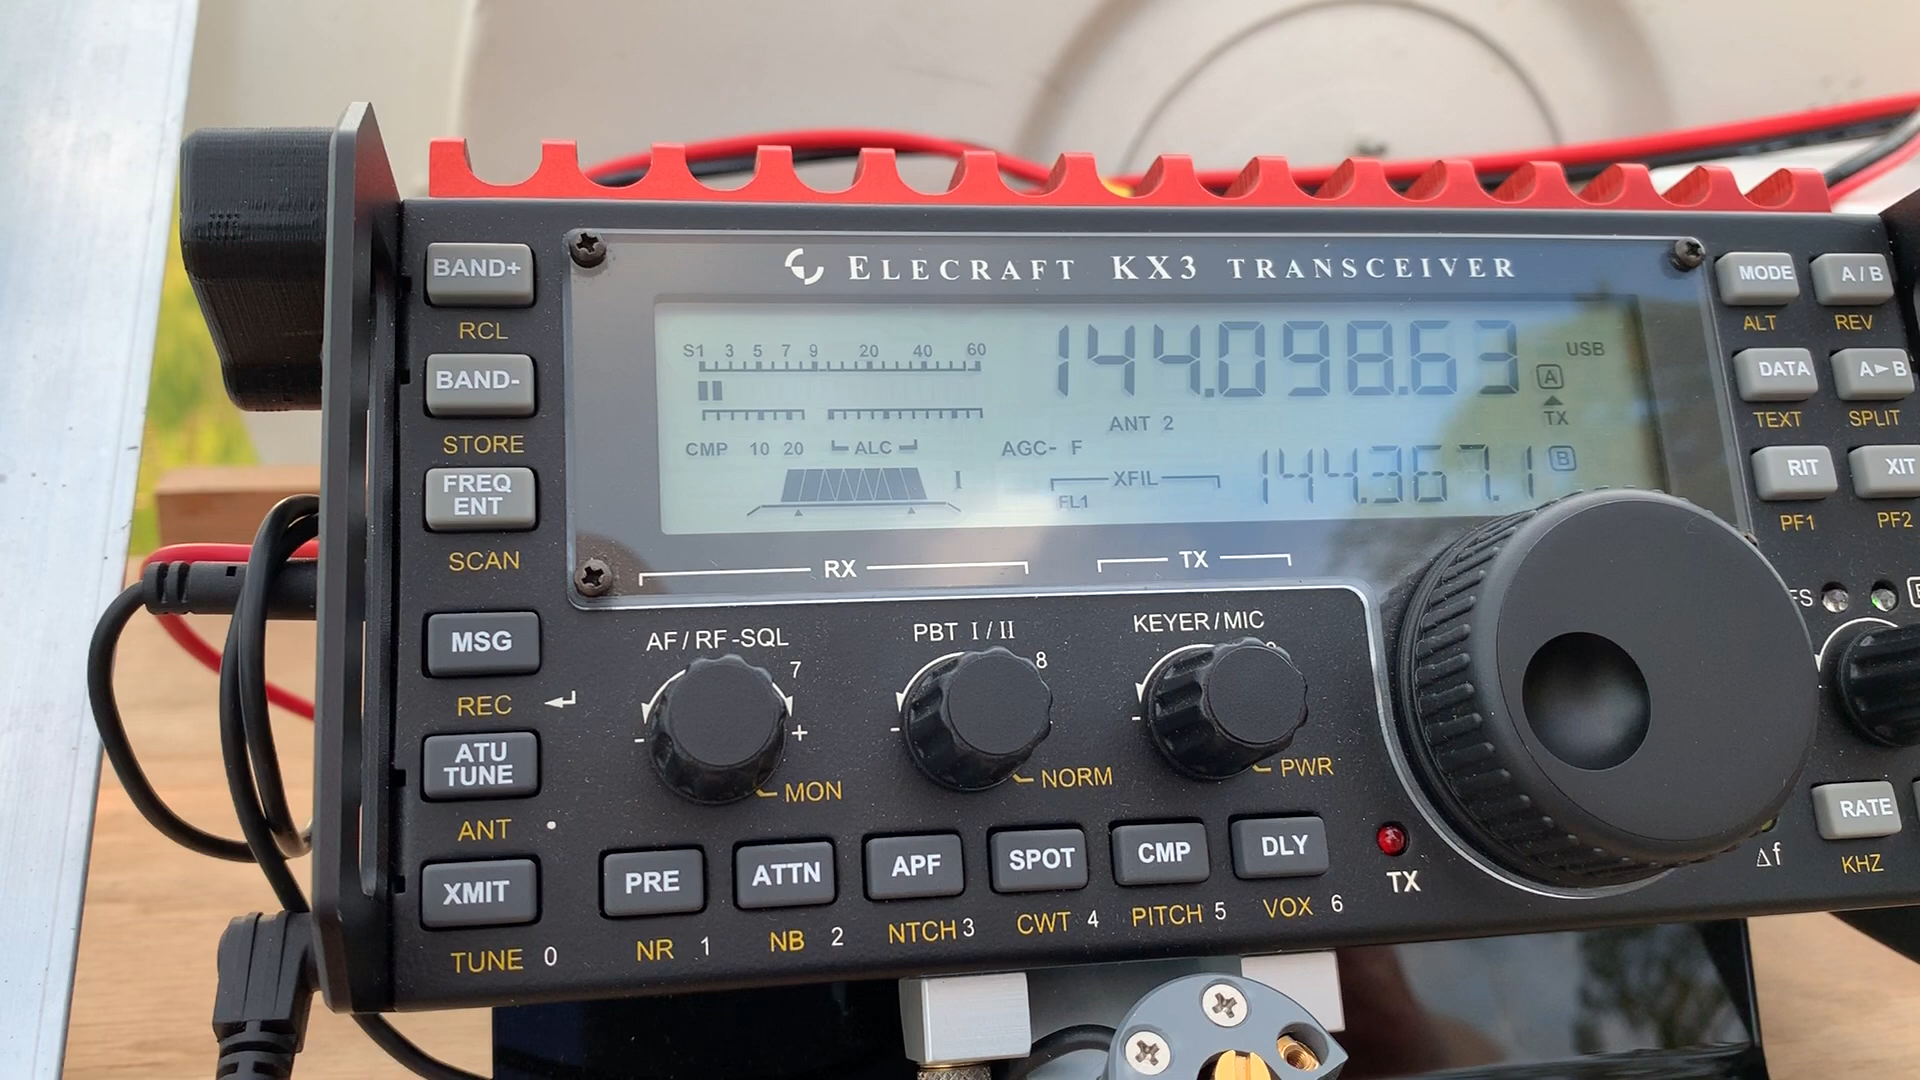 ELECRAFT KX3 TRANSCEIVER
BAND+
RCL
BAND-
STORE
FREQ
ENT
SCAN
MSG
REC
ATU
TUNE
ANT
XMIT
TUNE 0
S1 3 5 7 9 20 40 60
CMP 10 20 ALC
I
144.098.63
USB
A
TX
ANT 2
AGC- F
XFIL
FL1
144.367.1
B
RX
TX
AF / RF -SQL
7
- +
MON
PBT I / II
8
-
NORM
KEYER / MIC
-
PWR
PRE
NR 1
ATTN
NB 2
APF
NTCH 3
SPOT
CWT 4
CMP
PITCH 5
DLY
VOX 6
TX
MODE
ALT
A / B
REV
DATA
TEXT
A►B
SPLIT
RIT
PF1
XIT
PF2
RATE
KHZ
Δf